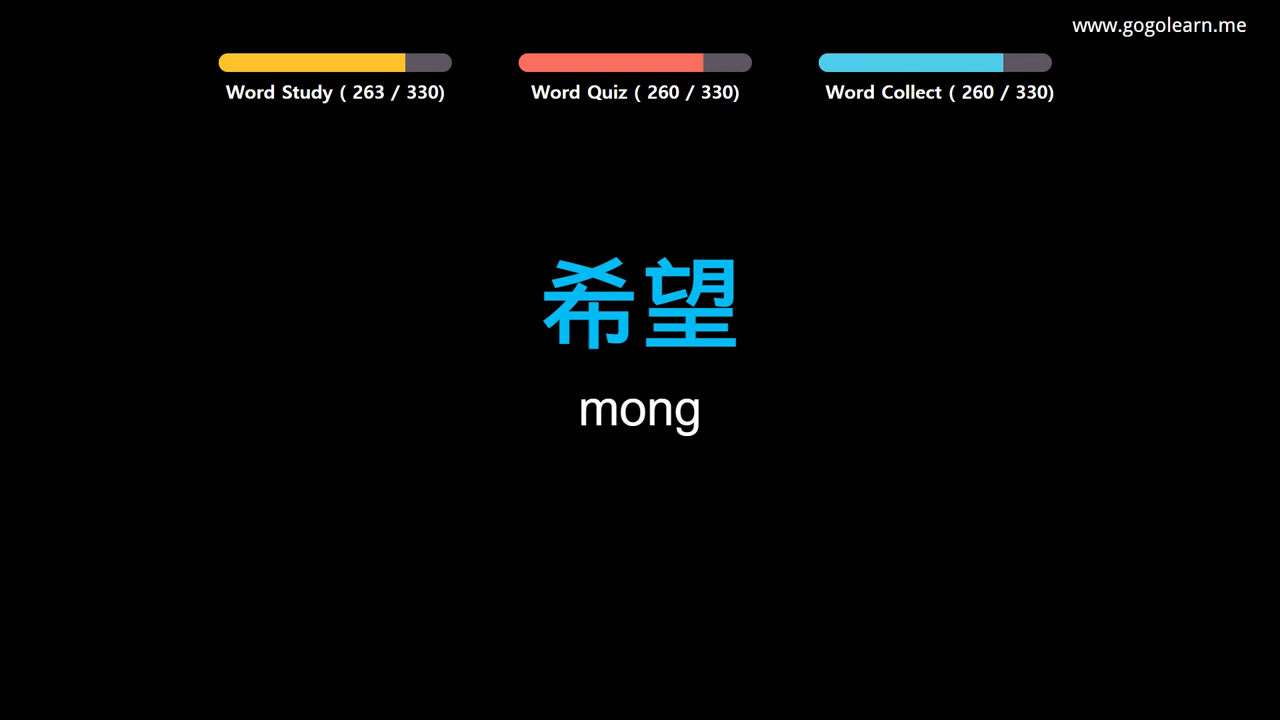 www.gogolearn.me
Word Study ( 263 / 330)
Word Quiz ( 260 / 330)
Word Collect ( 260 / 330)
希望
mong